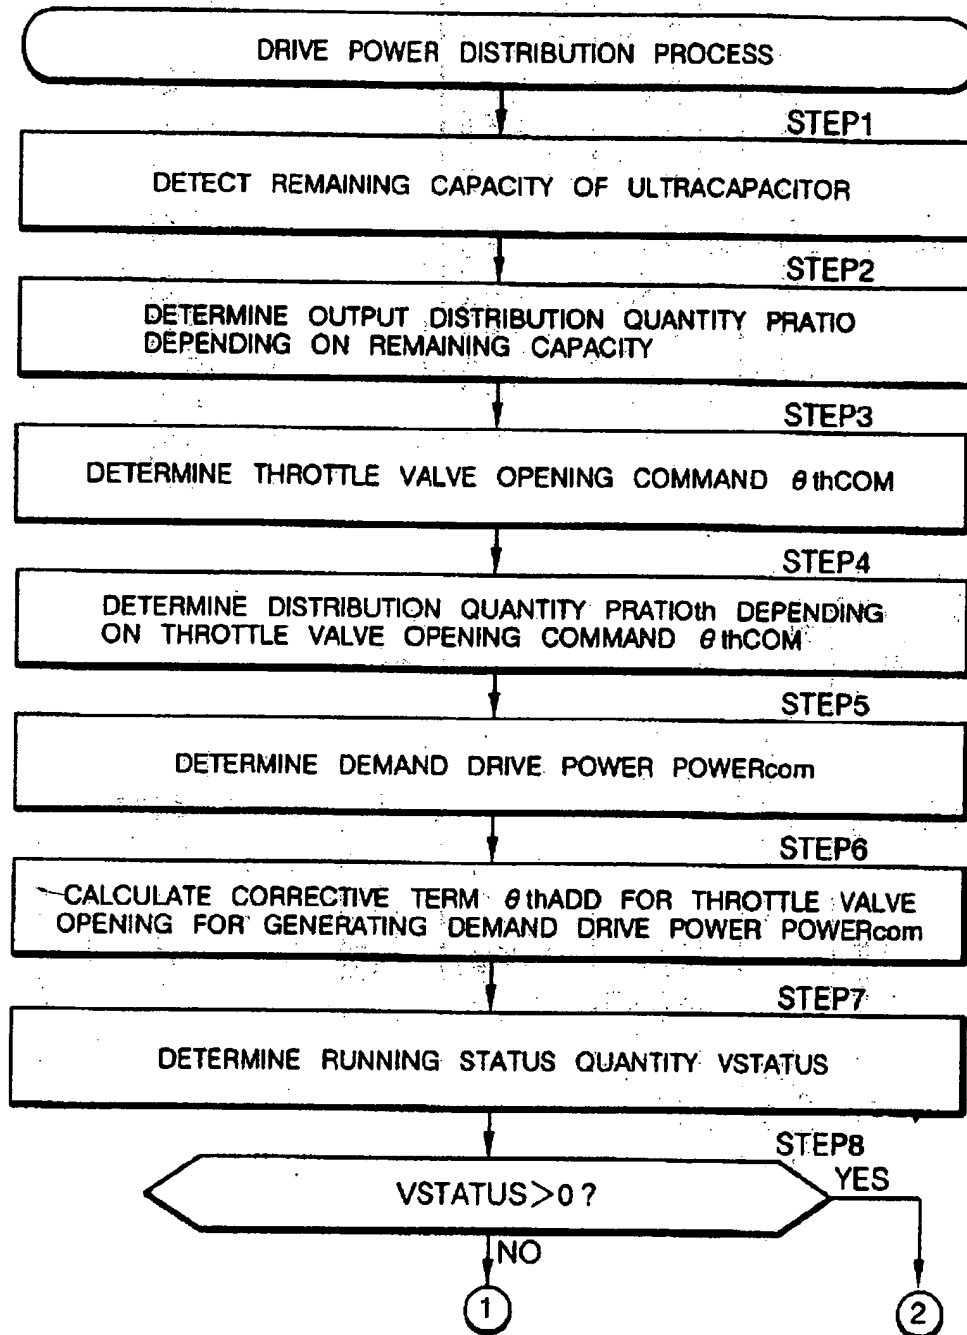 DRIVE POWER DISTRIBUTION PROCESS
STEP1
DETECT REMAINING CAPACITY OF ULTRACAPACITOR
STEP2
DETERMINE OUTPUT DISTRIBUTION QUANTITY PRATIO
DEPENDING ON REMAINING CAPACITY
STEP3
DETERMINE THROTTLE VALVE OPENING COMMAND θthCOM
STEP4
DETERMINE DISTRIBUTION QUANTITY PRATIOth DEPENDING
ON THROTTLE VALVE OPENING COMMAND θthCOM
STEP5
DETERMINE DEMAND DRIVE POWER POWERcom
STEP6
CALCULATE CORRECTIVE TERM θthADD FOR THROTTLE VALVE
OPENING FOR GENERATING DEMAND DRIVE POWER POWERcom
STEP7
DETERMINE RUNNING STATUS QUANTITY VSTATUS
STEP8
VSTATUS>0?
YES
NO
1
2